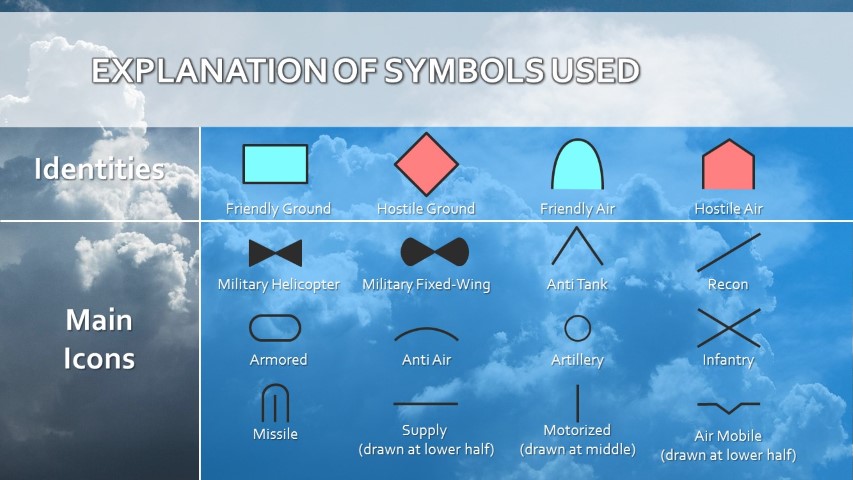 EXPLANATION OF SYMBOLS USED
Identities
Friendly Ground
Hostile Ground
Friendly Air
Hostile Air
Main
Icons
Military Helicopter
Military Fixed-Wing
Anti Tank
Recon
Armored
Anti Air
Artillery
Infantry
Missile
Supply
(drawn at lower half)
Motorized
(drawn at middle)
Air Mobile
(drawn at lower half)